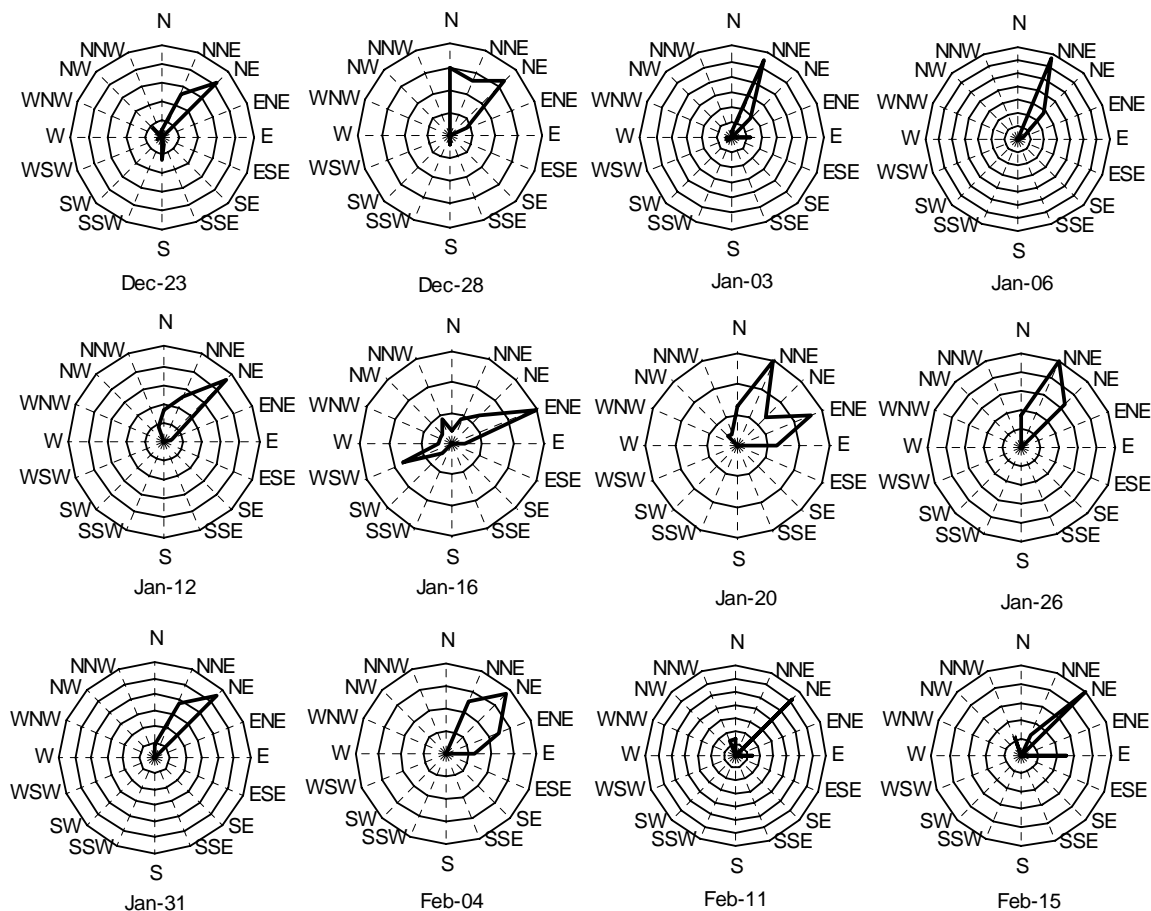 N N N N
NNW NNE NNW NNE NNW NNE NNW NNE
NW NE NW NE NW NE NW NE
WNW ENE WNW ENE WNW ENE WNW ENE
W E W E W E W E
WSW ESE WSW ESE WSW ESE WSW ESE
SW SE SW SE SW SE SW SE
SSW SSE SSW SSE SSW SSE SSW SSE
S S S S
Dec-23 Dec-28 Jan-03 Jan-06
N N N N
NNW NNE NNW NNE NNW NNE NNW NNE
NW NE NW NE NW NE NW NE
WNW ENE WNW ENE WNW ENE WNW ENE
W E W E W E W E
WSW ESE WSW ESE WSW ESE WSW ESE
SW SE SW SE SW SE SW SE
SSW SSE SSW SSE SSW SSE SSW SSE
S S S S
Jan-12 Jan-16 Jan-20 Jan-26
N N N N
NNW NNE NNW NNE NNW NNE NNW NNE
NW NE NW NE NW NE NW NE
WNW ENE WNW ENE WNW ENE WNW ENE
W E W E W E W E
WSW ESE WSW ESE WSW ESE WSW ESE
SW SE SW SE SW SE SW SE
SSW SSE SSW SSE SSW SSE SSW SSE
S S S S
Jan-31 Feb-04 Feb-11 Feb-15